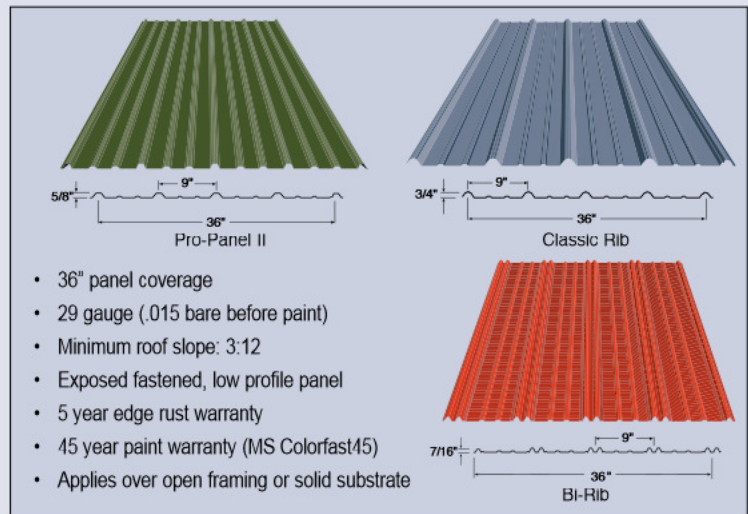 5/8"
9"
36"
Pro-Panel II
3/4"
9"
36"
Classic Rib
• 36" panel coverage
• 29 gauge (.015 bare before paint)
• Minimum roof slope: 3:12
• Exposed fastened, low profile panel
• 5 year edge rust warranty
• 45 year paint warranty (MS Colorfast45)
• Applies over open framing or solid substrate
7/16"
9"
36"
Bi-Rib